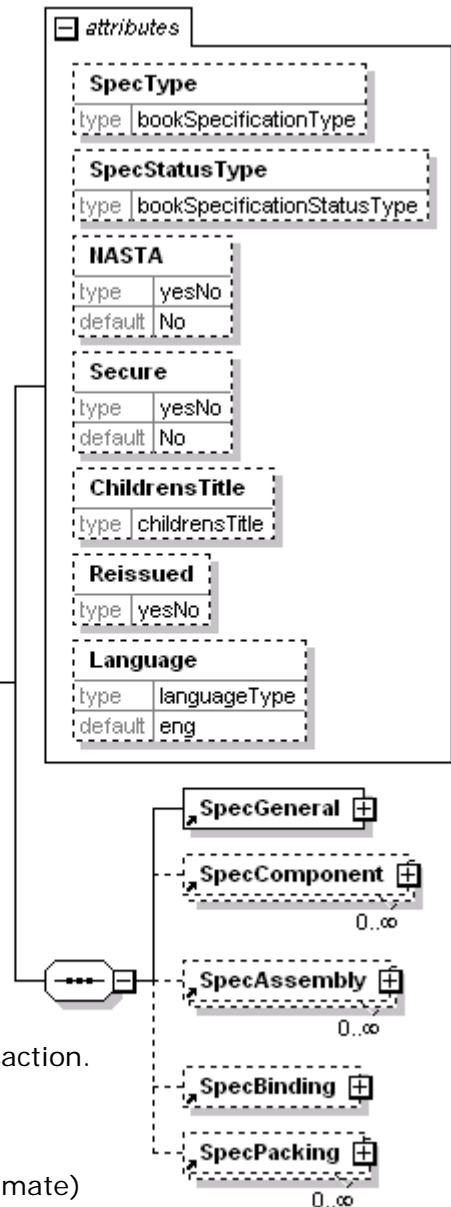 attributes
SpecType
type bookSpecificationType
SpecStatusType
type bookSpecificationStatusType
NASTA
type yesNo
default No
Secure
type yesNo
default No
ChildrensTitle
type childrensTitle
Reissued
type yesNo
Language
type languageType
default eng
SpecGeneral
SpecComponent
0..∞
SpecAssembly
0..∞
action.
SpecBinding
SpecPacking
mate)
0..∞